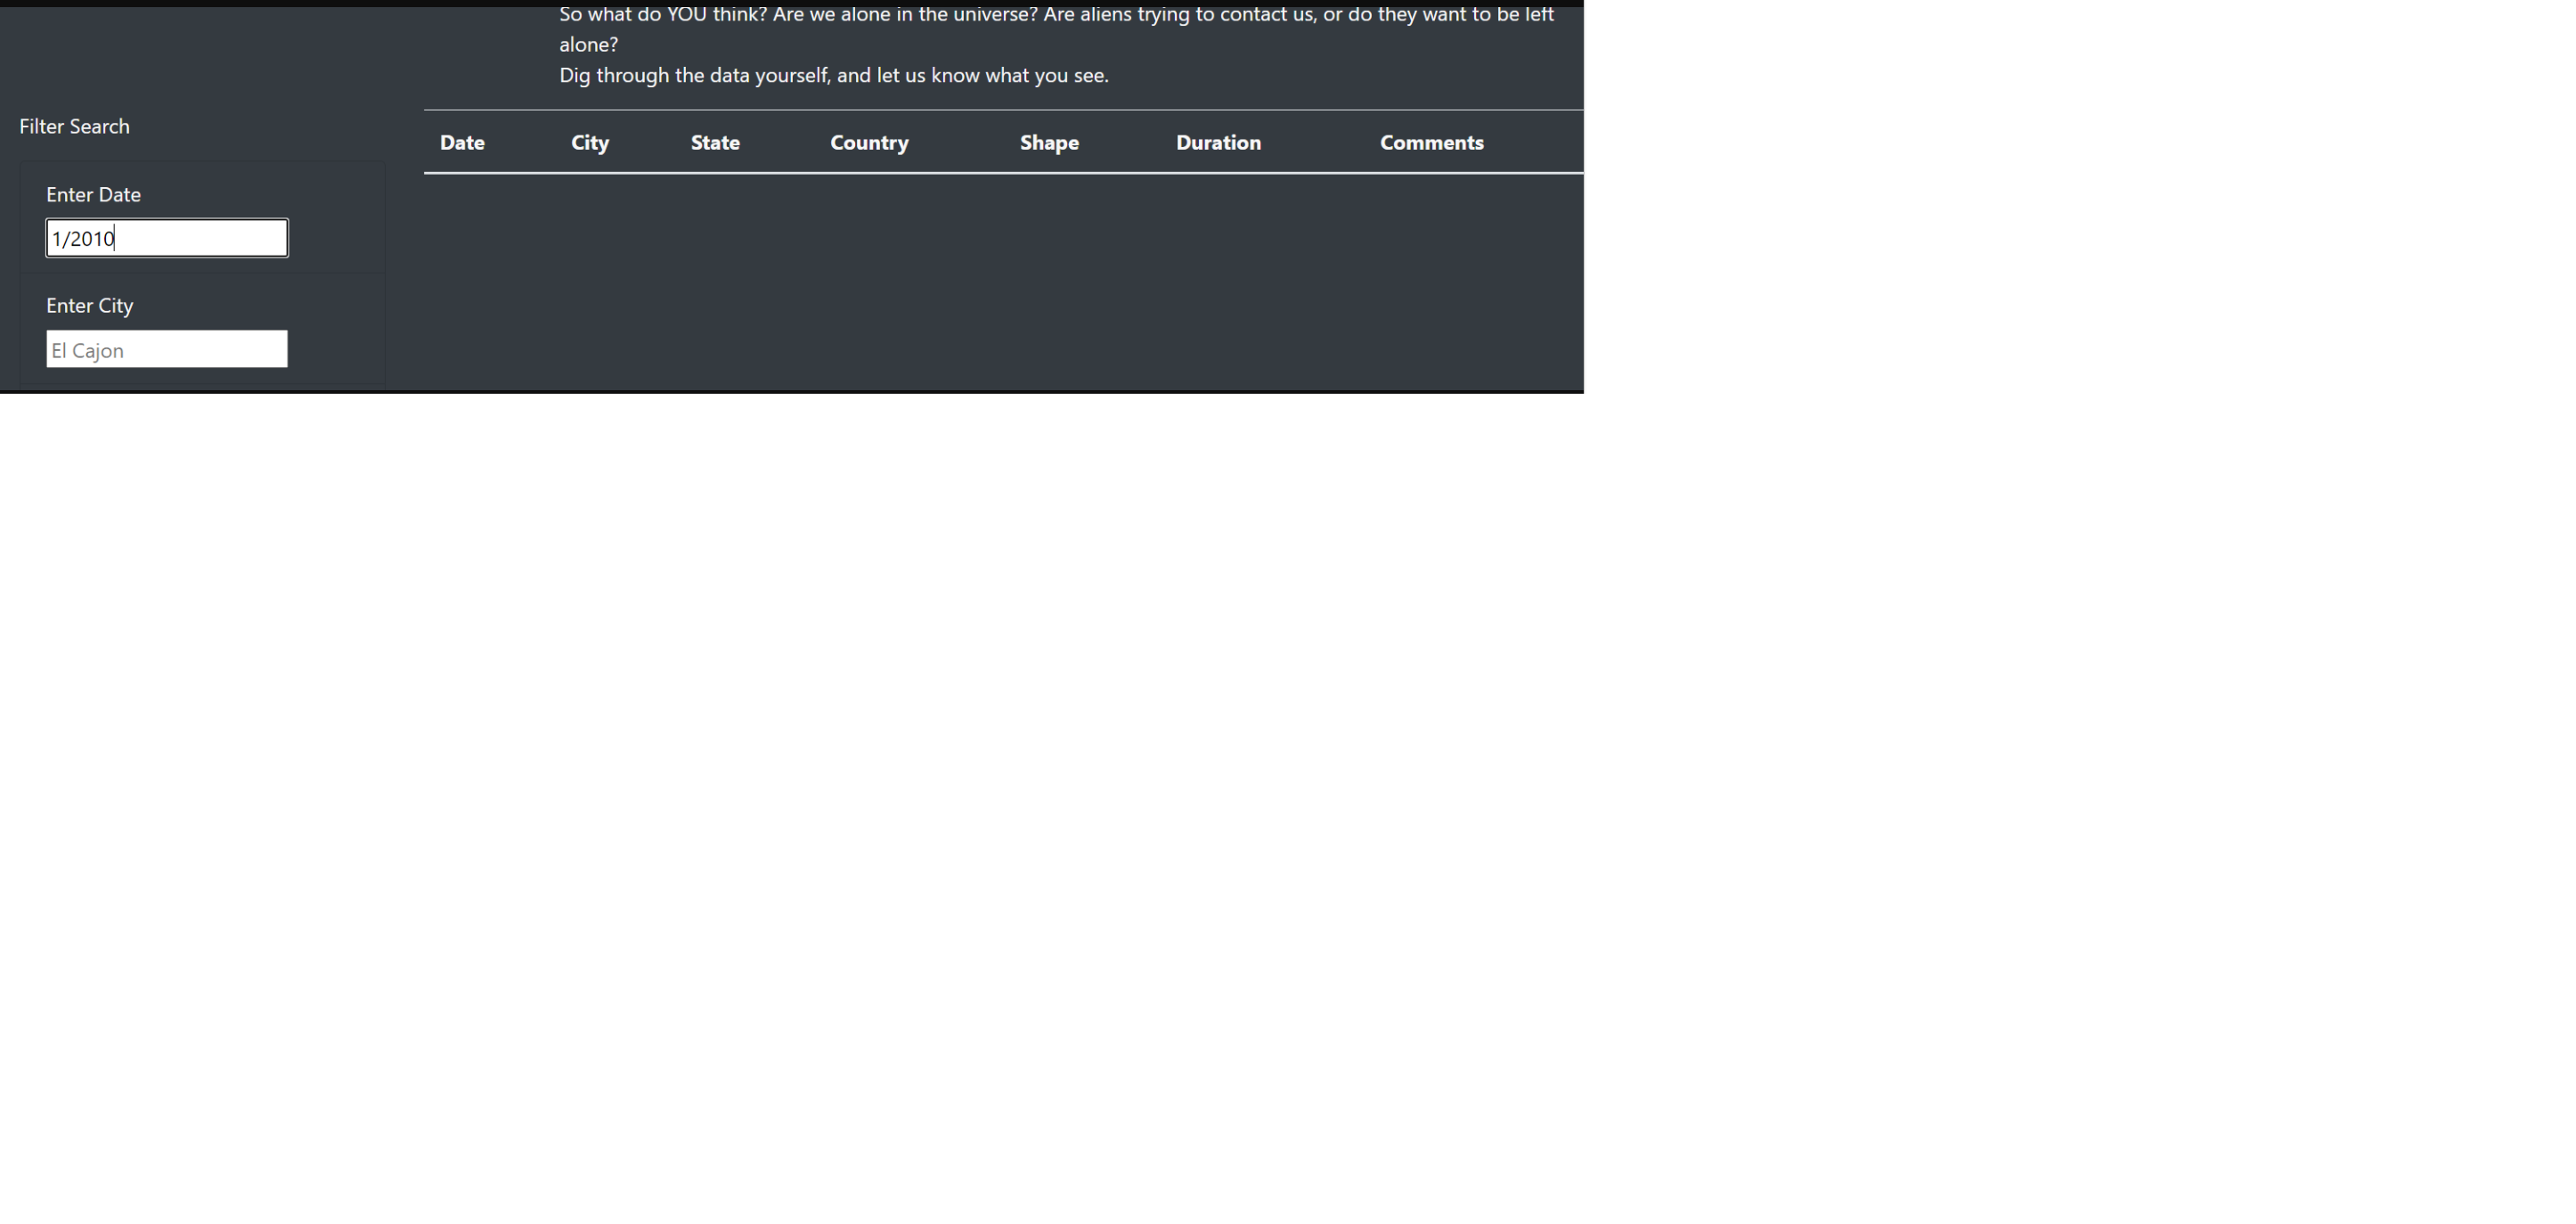 So what do YOU think? Are we alone in the universe? Are aliens trying to contact us, or do they want to be left
alone?
Dig through the data yourself, and let us know what you see.
Filter Search
Date City State Country Shape Duration Comments
Enter Date
1/2010
Enter City
El Cajon